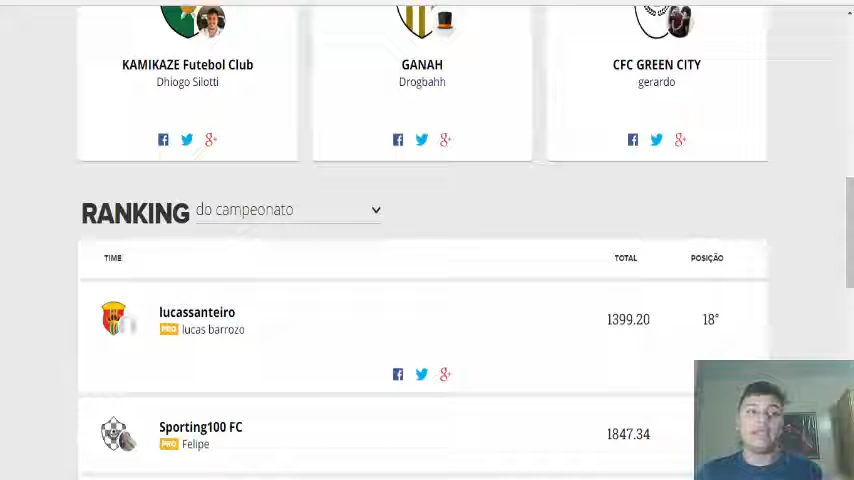 KAMIKAZE Futebol Club
Dhiogo Silotti
GANAH
Drogbahh
CFC GREEN CITY
gerardo
RANKING do campeonato
TIME TOTAL POSIÇÃO
lucassanteiro
PRO lucas barrozo
1399.20 18°
Sporting100 FC
PRO Felipe
1847.34